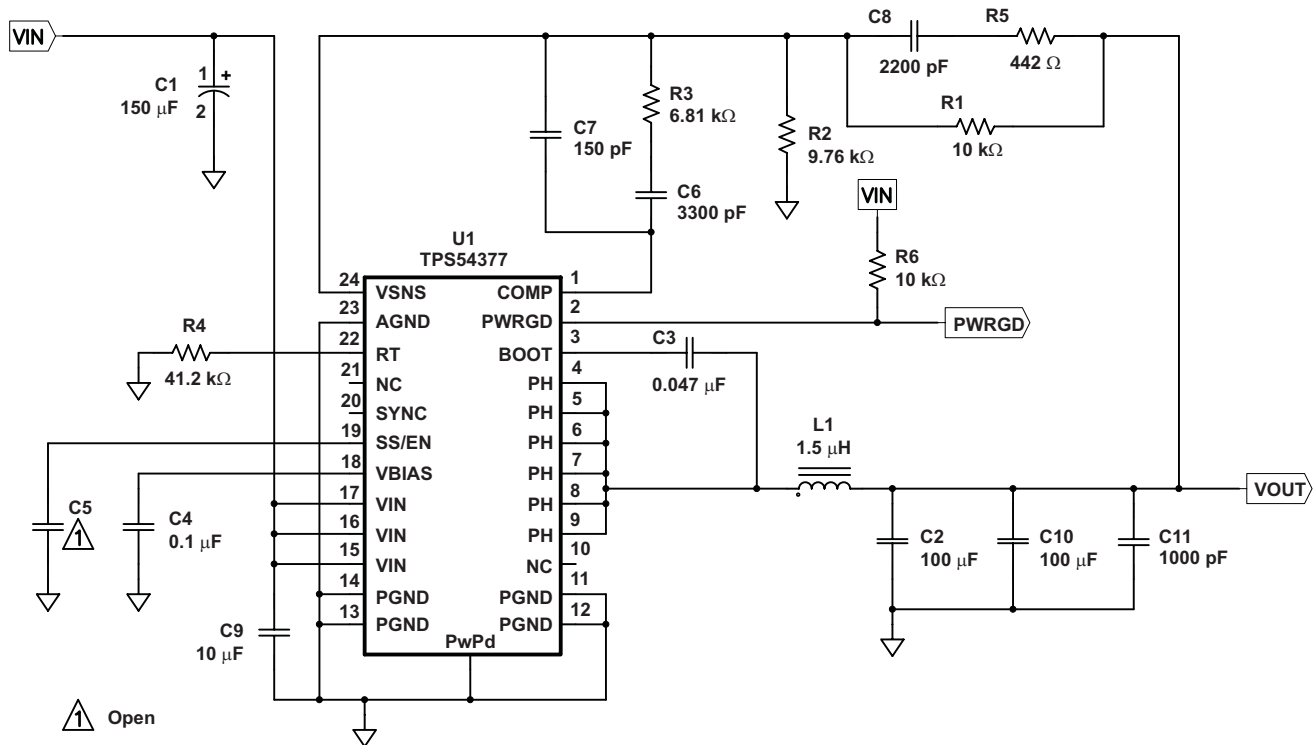 VIN
C1
150 μF
1
+
2
C7
150 pF
R3
6.81 kΩ
C6
3300 pF
R2
9.76 kΩ
C8
2200 pF
R5
442 Ω
R1
10 kΩ
VIN
R6
10 kΩ
PWRGD
U1
TPS54377
24 VSNS COMP 1
23 AGND PWRGD 2
22 RT BOOT 3
21 NC PH 4
20 SYNC PH 5
19 SS/EN PH 6
18 VBIAS PH 7
17 VIN PH 8
16 VIN PH 9
15 VIN NC 10
14 PGND PGND 11
13 PGND PGND 12
PwPd
R4
41.2 kΩ
C3
0.047 μF
L1
1.5 μH
VOUT
C5
1
C4
0.1 μF
C2
100 μF
C10
100 μF
C11
1000 pF
C9
10 μF
1 Open